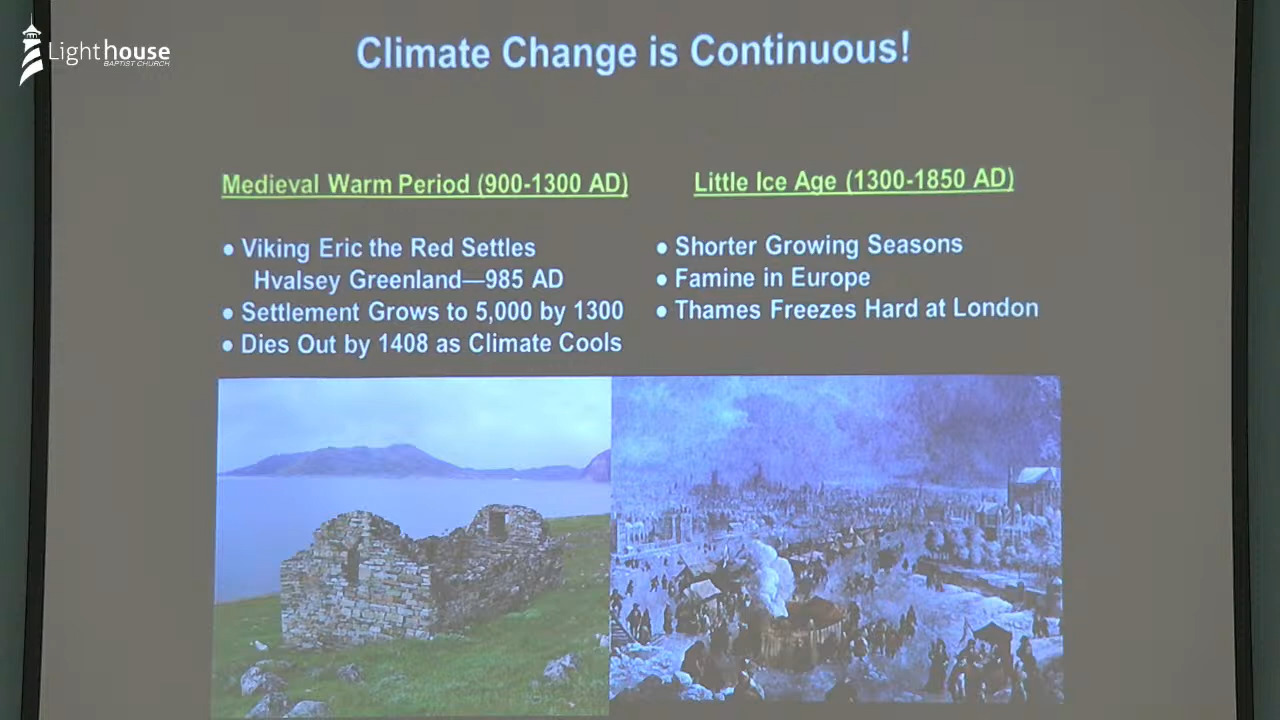 Lighthouse
BAPTIST CHURCH
Climate Change is Continuous!
Medieval Warm Period (900-1300 AD)
● Viking Eric the Red Settles
Hvalsey Greenland—985 AD
● Settlement Grows to 5,000 by 1300
● Dies Out by 1408 as Climate Cools
Little Ice Age (1300-1850 AD)
● Shorter Growing Seasons
● Famine in Europe
● Thames Freezes Hard at London